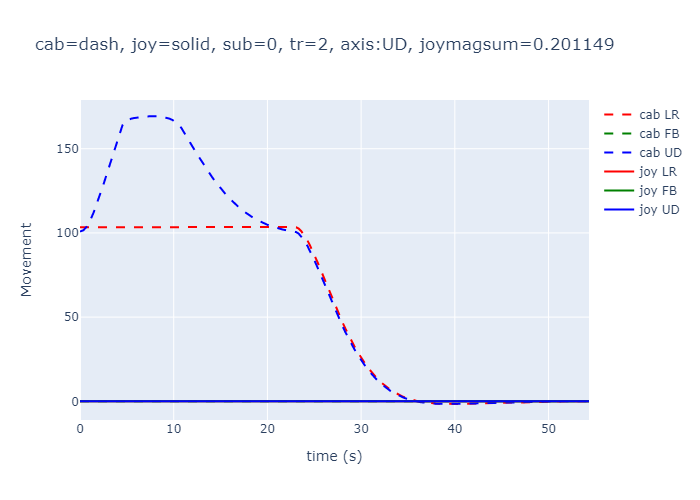 cab=dash, joy=solid, sub=0, tr=2, axis:UD, joymagsum=0.201149
cab LR
cab FB
cab UD
joy LR
joy FB
joy UD
Movement
150
100
50
0
0 10 20 30 40 50
time (s)